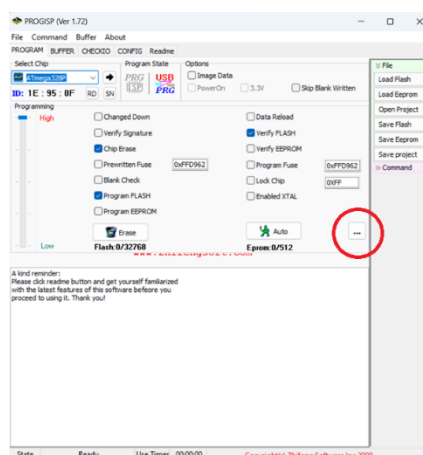 PROGISP (Ver 1.72)
File Command Buffer About
PROGRAM BUFFER CHECKIO CONFIG Readme
Select Chip Program State Options
ATmega328P PRG USB Image Data
ISP PRG PowerOn 3.3V Skip Blank Written
ID: 1E : 95 : 0F RD SN
Programming
High Changed Down Data Reload
Verify Signature Verify FLASH
Chip Erase Verify EEPROM
Prewritten Fuse 0xFFD962 Program Fuse 0xFFD962
Blank Check Lock Chip 0XFF
Program FLASH Enabled XTAL
Program EEPROM
Erase Auto ...
Low Flash:0/32768 Eprom:0/512
A kind reminder:
Please click readme button and get yourself familiarized
with the latest features of this software befeore you
proceed to using it. Thank you!
File
Load Flash
Load Eeprom
Open Project
Save Flash
Save Eeprom
Save project
Command
State Ready Use Timer 00:00:00